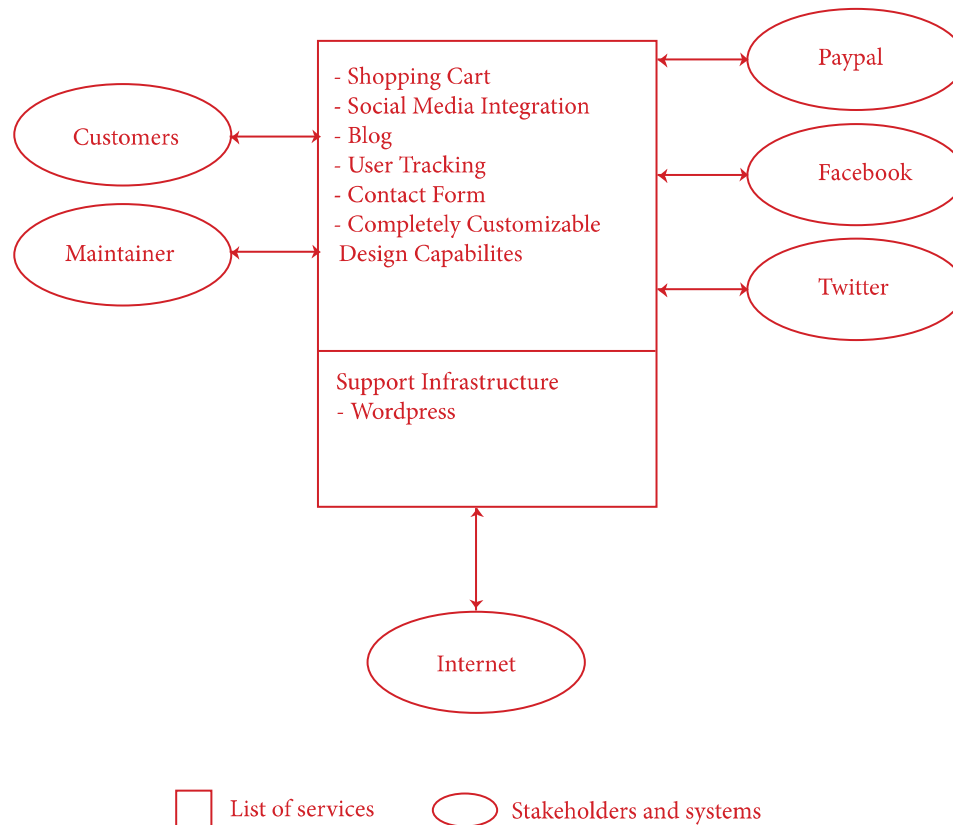 Paypal
- Shopping Cart
- Social Media Integration
Customers
- Blog
- User Tracking
Facebook
- Contact Form
- Completely Customizable
Maintainer
Design Capabilites
Twitter
Support Infrastructure
- Wordpress
Internet
List of services
Stakeholders and systems